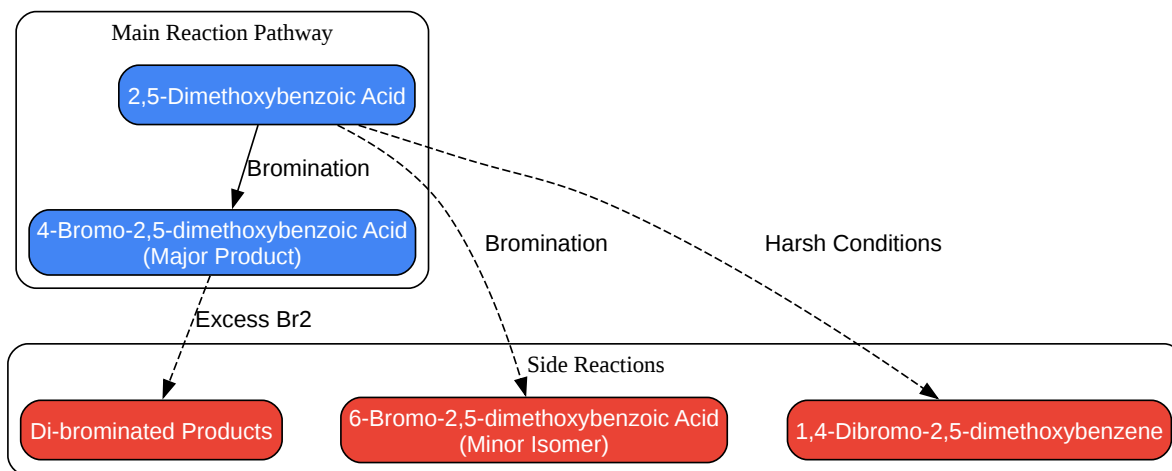 Main Reaction Pathway
2,5-Dimethoxybenzoic Acid
Bromination
4-Bromo-2,5-dimethoxybenzoic Acid
(Major Product)
Bromination
Harsh Conditions
Excess Br2
Side Reactions
Di-brominated Products
6-Bromo-2,5-dimethoxybenzoic Acid
(Minor Isomer)
1,4-Dibromo-2,5-dimethoxybenzene